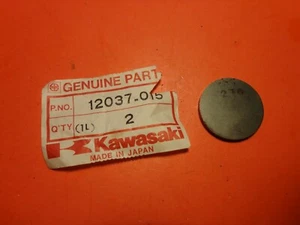 GENUINE PART
P.NO. 12037-015
Q'TY (1L) 2
Kawasaki
MADE IN JAPAN